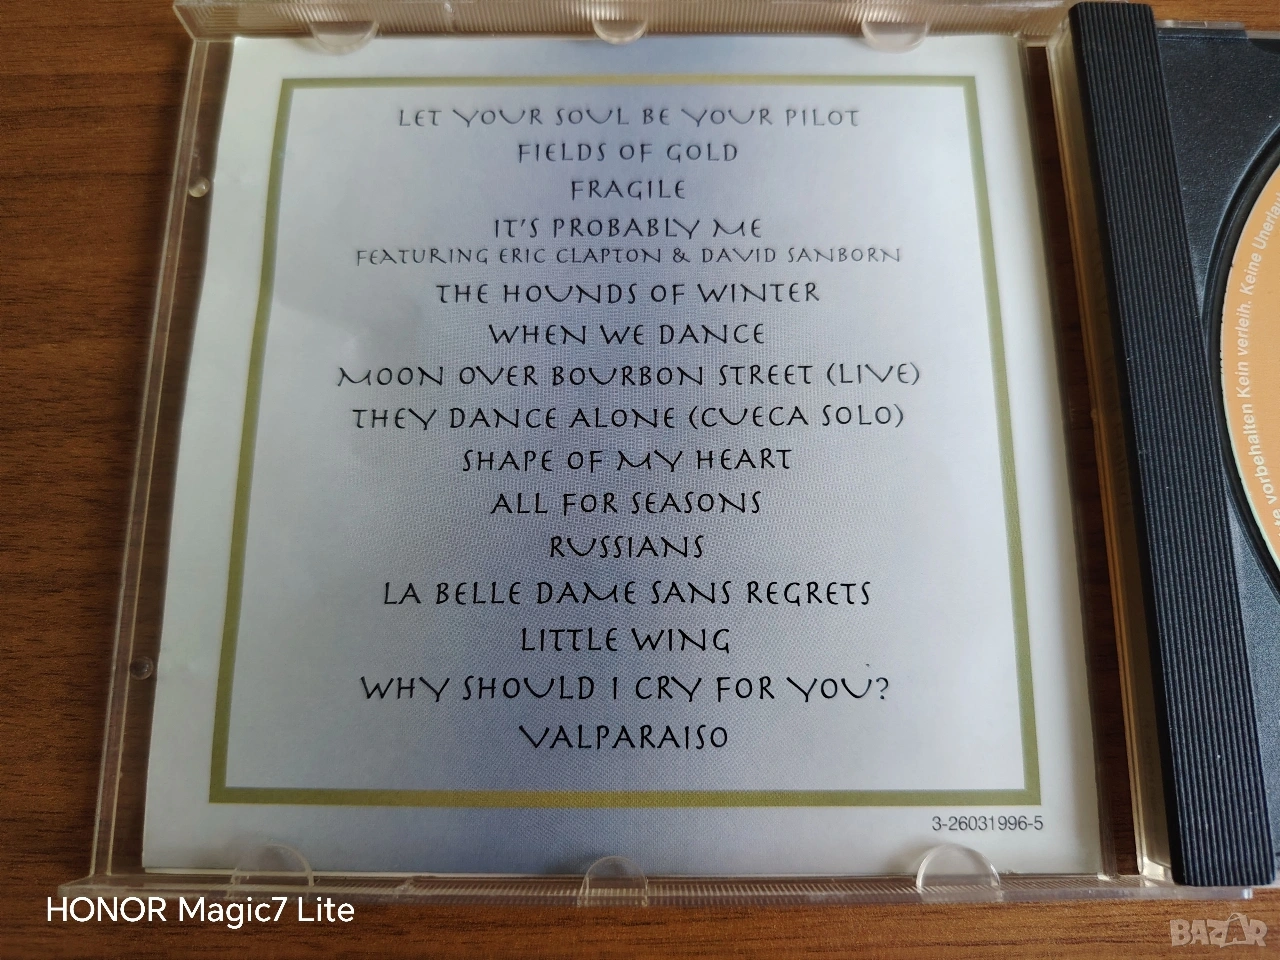 LET YOUR SOUL BE YOUR PILOT
FIELDS OF GOLD
FRAGILE
IT'S PROBABLY ME
FEATURING ERIC CLAPTON & DAVID SANBORN
THE HOUNDS OF WINTER
WHEN WE DANCE
MOON OVER BOURBON STREET (LIVE)
THEY DANCE ALONE (CUECA SOLO)
SHAPE OF MY HEART
ALL FOR SEASONS
RUSSIANS
LA BELLE DAME SANS REGRETS
LITTLE WING
WHY SHOULD I CRY FOR YOU?
VALPARAISO
3-26031996-5
vorbehalten Kein verleih. Keine
HONOR Magic7 Lite
BAZAR